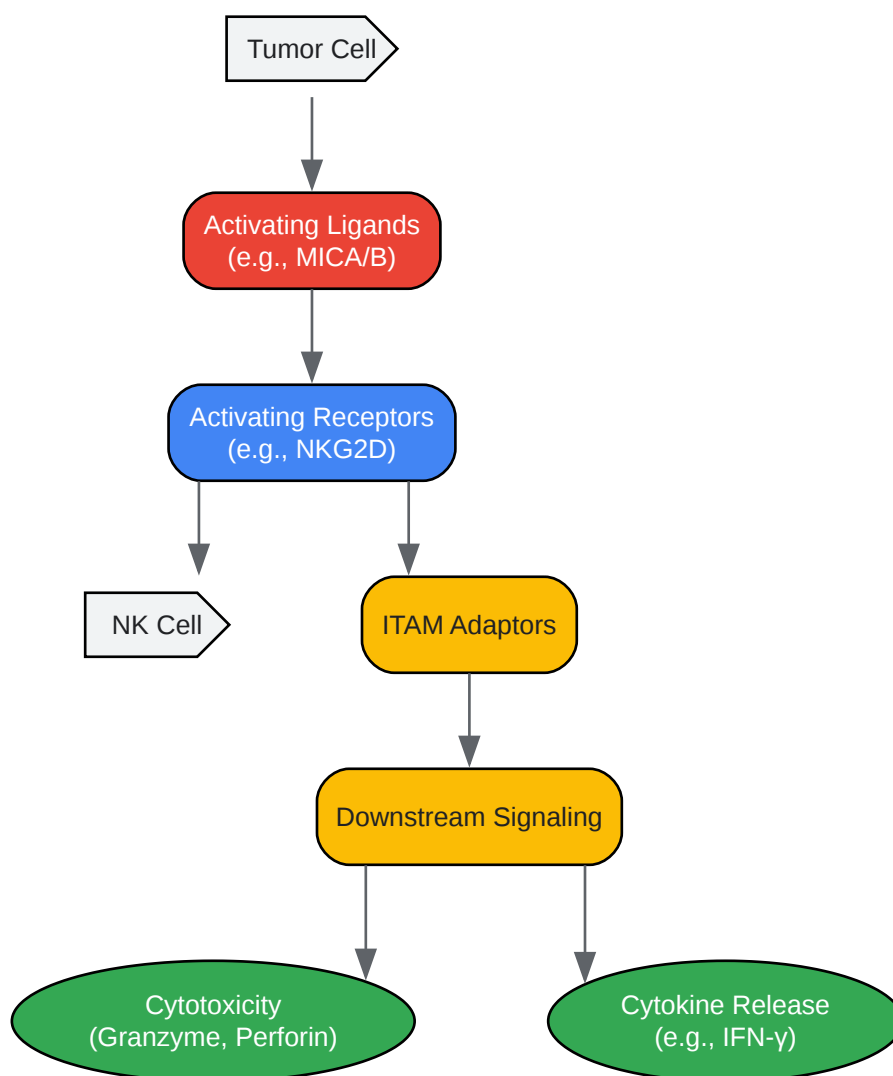 Tumor Cell
Activating Ligands
(e.g., MICA/B)
Activating Receptors
(e.g., NKG2D)
NK Cell
ITAM Adaptors
Downstream Signaling
Cytotoxicity
(Granzyme, Perforin)
Cytokine Release
(e.g., IFN-γ)